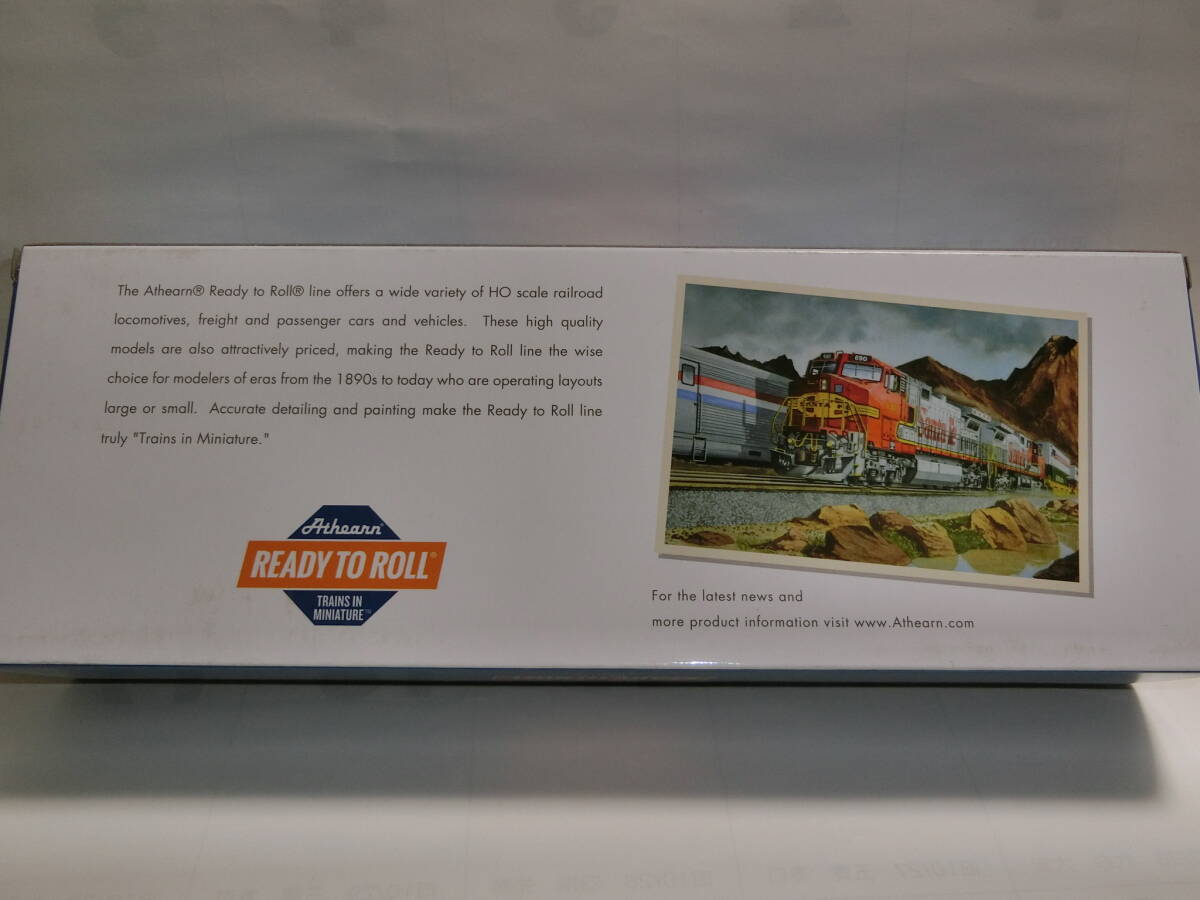 The Athearn® Ready to Roll® line offers a wide variety of HO scale railroad
locomotives, freight and passenger cars and vehicles. These high quality
models are also attractively priced, making the Ready to Roll line the wise
choice for modelers of eras from the 1890s to today who are operating layouts
large or small. Accurate detailing and painting make the Ready to Roll line
truly "Trains in Miniature."
Athearn®
READY TO ROLL®
TRAINS IN
MINIATURE™
690
Santa Fe
For the latest news and
more product information visit www.Athearn.com